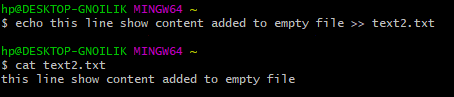 hp@DESKTOP-GNOILIK MINGW64 ~
$ echo this line show content added to empty file >> text2.txt
hp@DESKTOP-GNOILIK MINGW64 ~
$ cat text2.txt
this line show content added to empty file